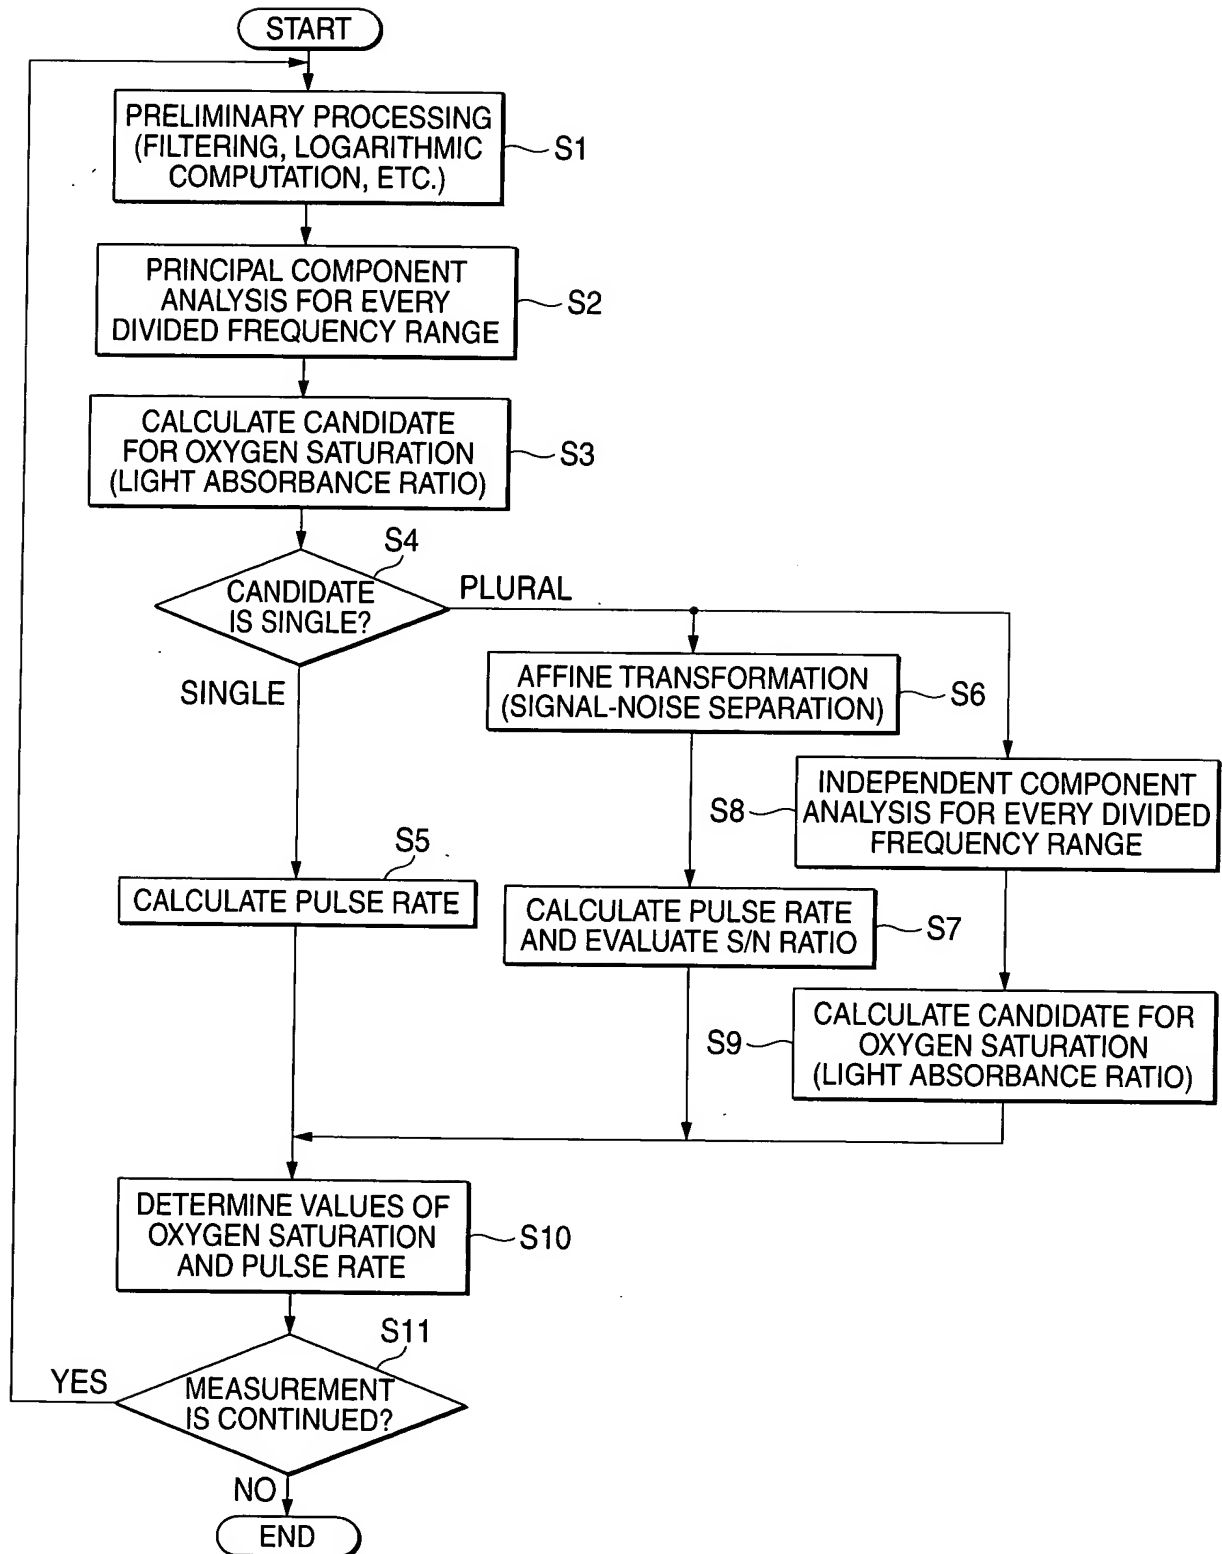 START
PRELIMINARY PROCESSING
(FILTERING, LOGARITHMIC
COMPUTATION, ETC.)
S1
PRINCIPAL COMPONENT
ANALYSIS FOR EVERY
DIVIDED FREQUENCY RANGE
S2
CALCULATE CANDIDATE
FOR OXYGEN SATURATION
(LIGHT ABSORBANCE RATIO)
S3
S4
CANDIDATE
IS SINGLE?
PLURAL
SINGLE
AFFINE TRANSFORMATION
(SIGNAL-NOISE SEPARATION)
S6
INDEPENDENT COMPONENT
ANALYSIS FOR EVERY DIVIDED
FREQUENCY RANGE
S8
S5
CALCULATE PULSE RATE
CALCULATE PULSE RATE
AND EVALUATE S/N RATIO
S7
CALCULATE CANDIDATE FOR
OXYGEN SATURATION
(LIGHT ABSORBANCE RATIO)
S9
DETERMINE VALUES OF
OXYGEN SATURATION
AND PULSE RATE
S10
S11
YES
MEASUREMENT
IS CONTINUED?
NO
END